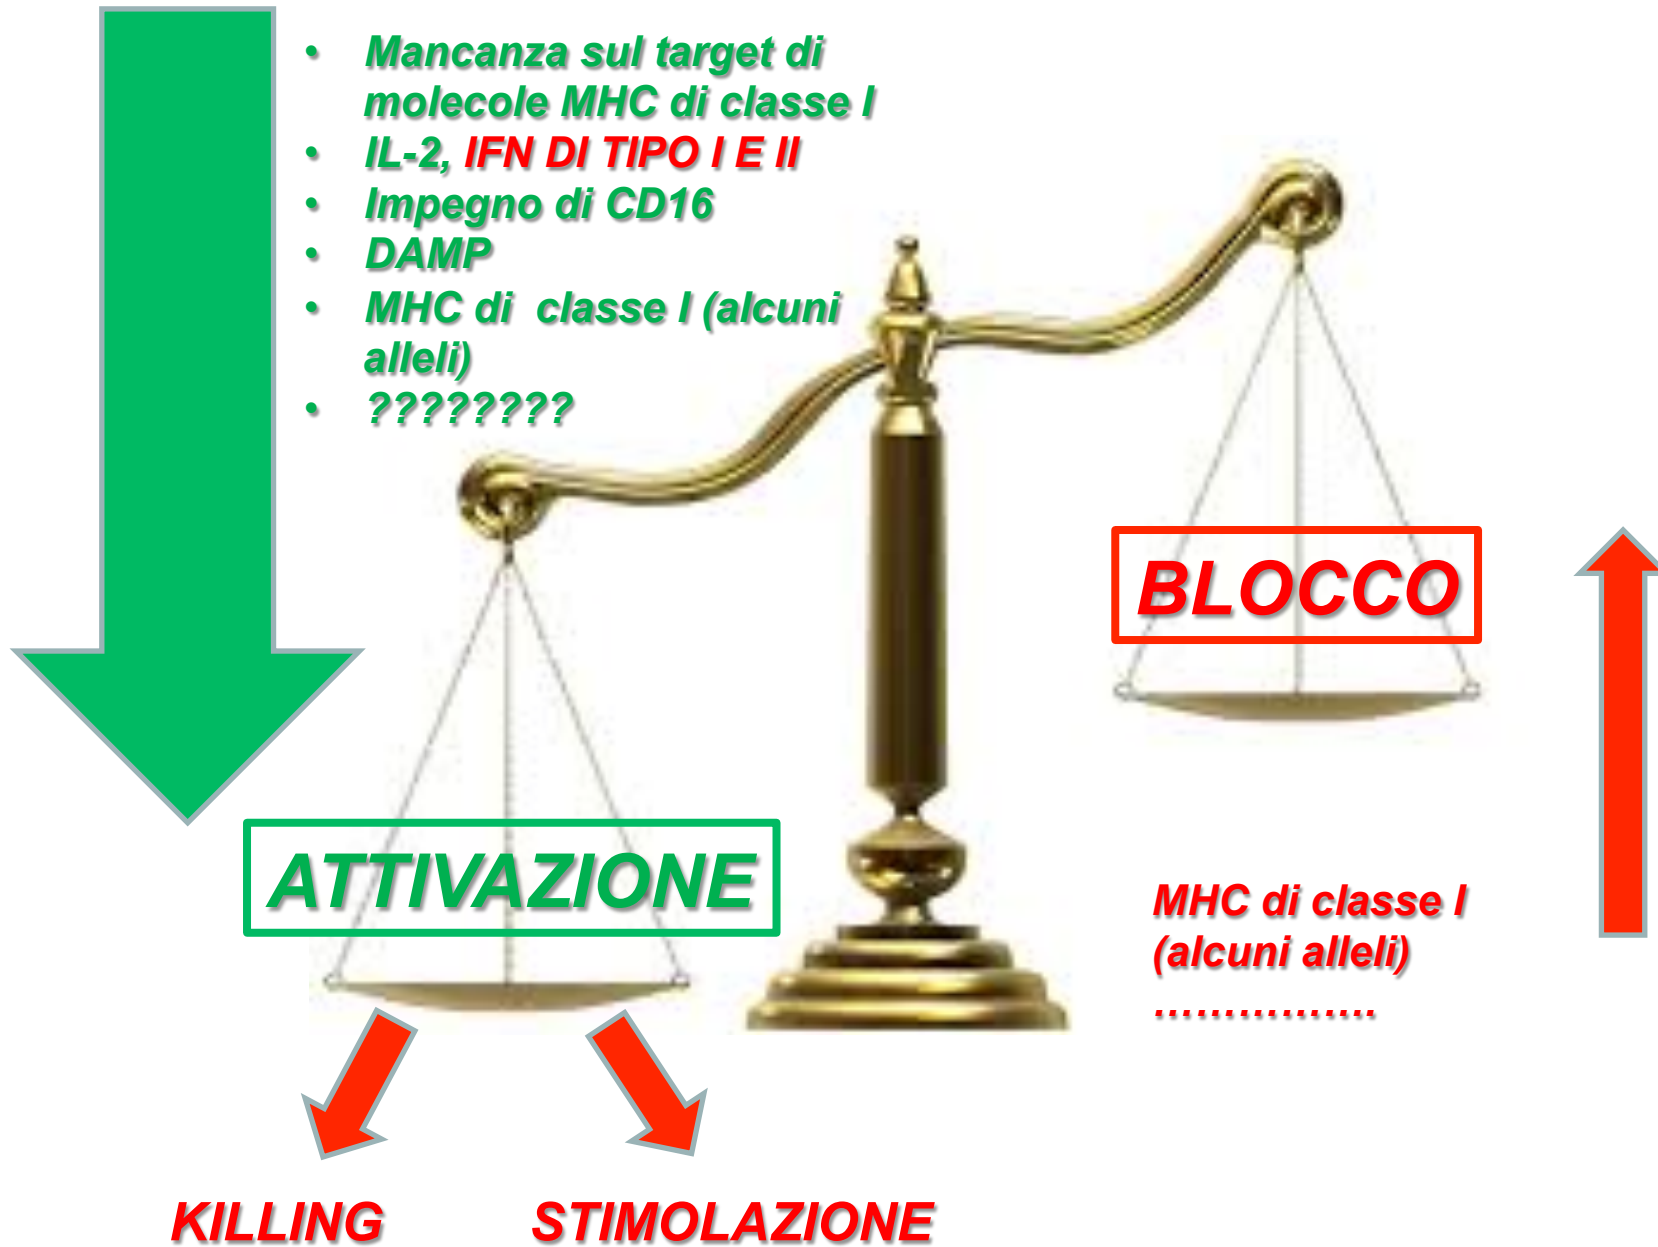 • Mancanza sul target di
molecole MHC di classe I
• IL-2, IFN DI TIPO I E II
• Impegno di CD16
• DAMP
• MHC di classe I (alcuni
alleli)
• ????????
BLOCCO
ATTIVAZIONE
MHC di classe I
(alcuni alleli)
…………….
KILLING
STIMOLAZIONE